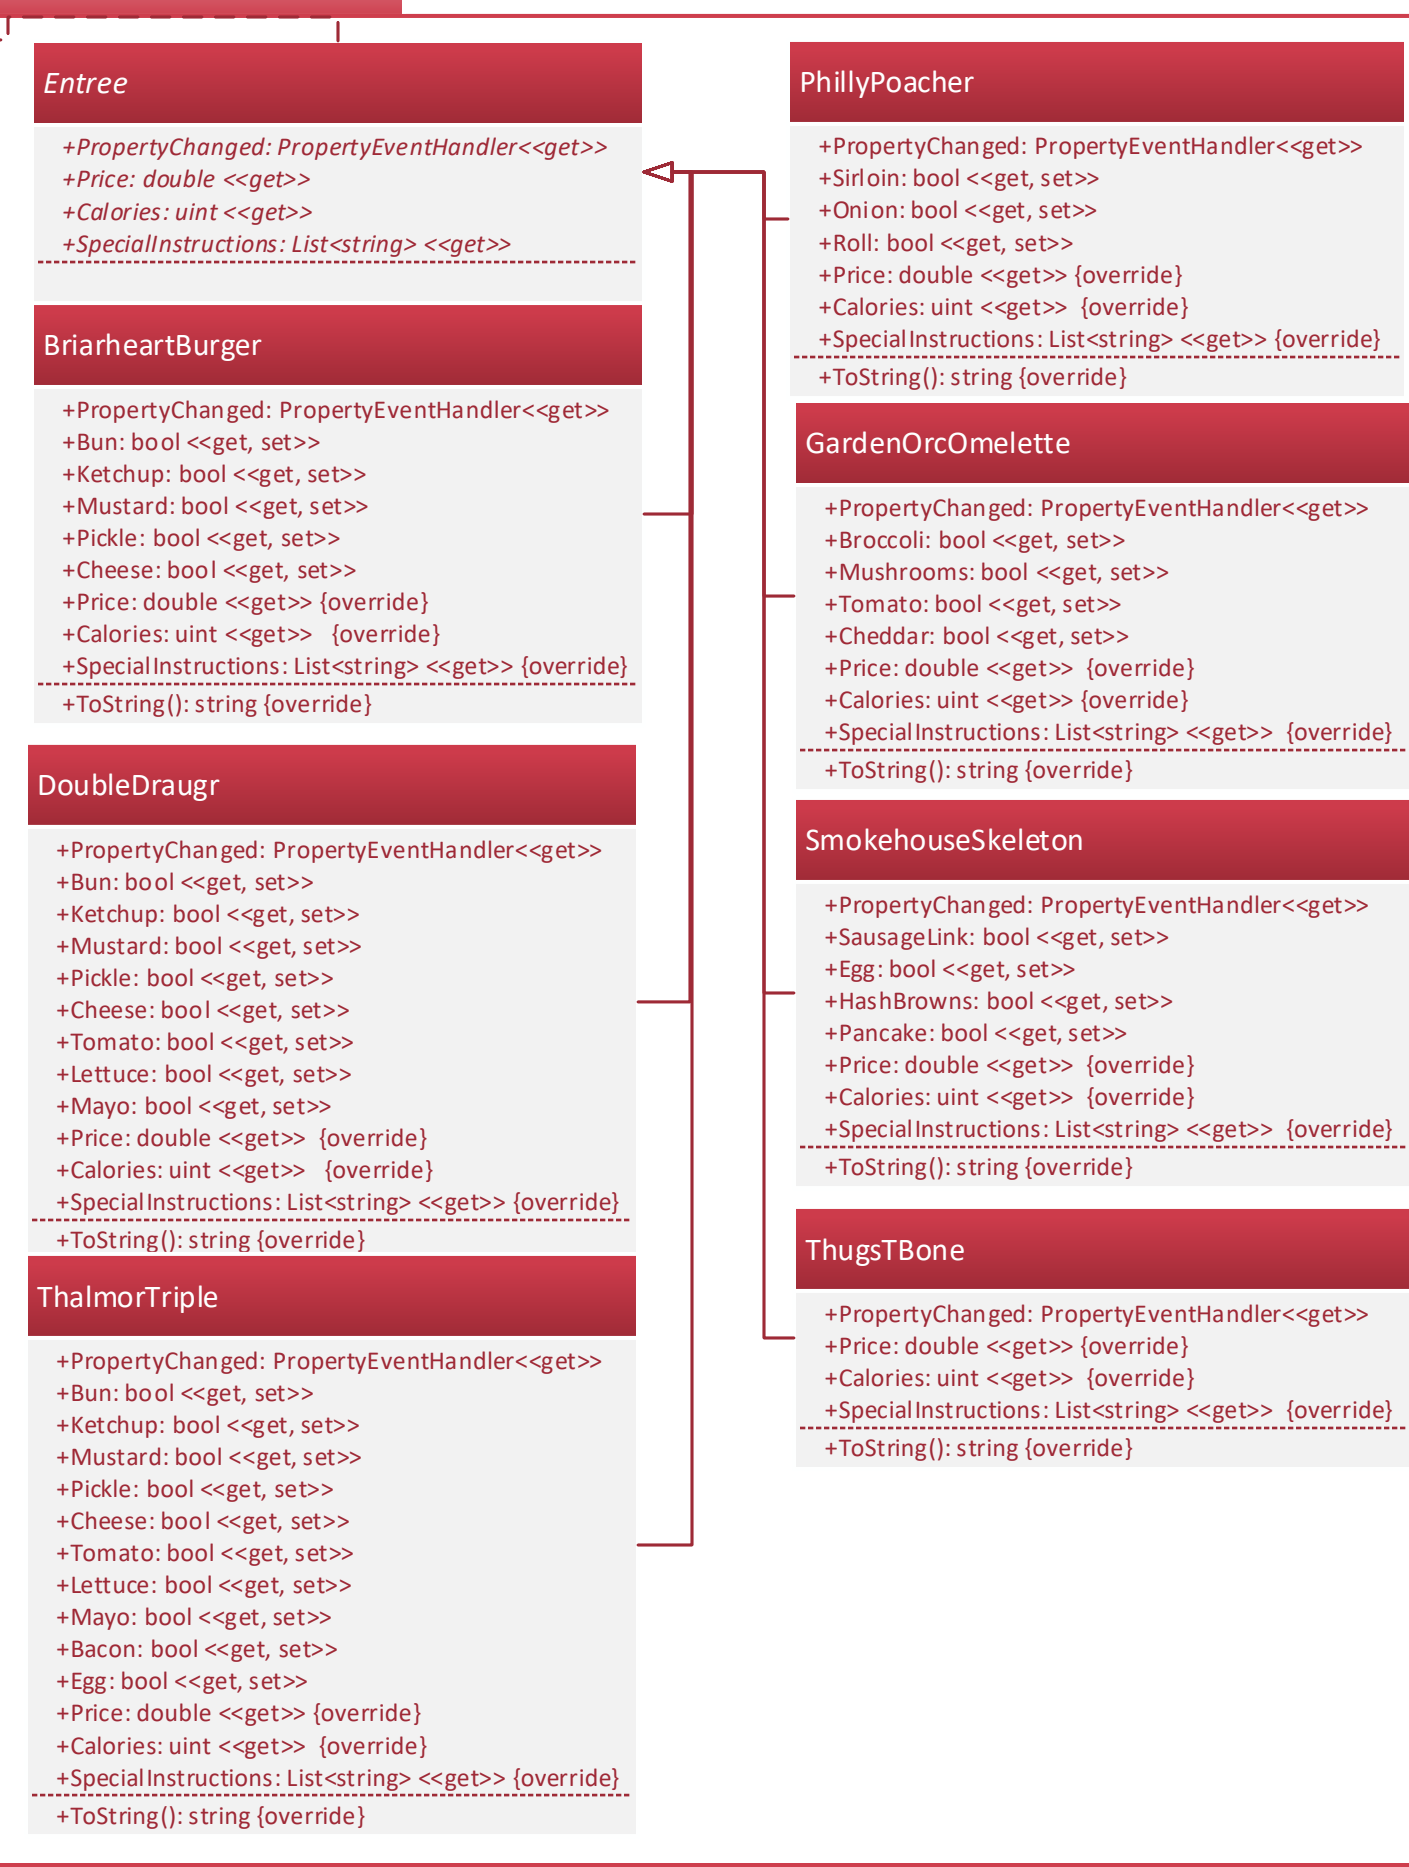 Entree
+PropertyChanged: PropertyEventHandler<<get>>
+Price: double <<get>>
+Calories: uint <<get>>
+SpecialInstructions: List<string> <<get>>
BriarheartBurger
+PropertyChanged: PropertyEventHandler<<get>>
+Bun: bool <<get, set>>
+Ketchup: bool <<get, set>>
+Mustard: bool <<get, set>>
+Pickle: bool <<get, set>>
+Cheese: bool <<get, set>>
+Price: double <<get>> {override}
+Calories: uint <<get>> {override}
+SpecialInstructions: List<string> <<get>> {override}
+ToString(): string {override}
DoubleDraugr
+PropertyChanged: PropertyEventHandler<<get>>
+Bun: bool <<get, set>>
+Ketchup: bool <<get, set>>
+Mustard: bool <<get, set>>
+Pickle: bool <<get, set>>
+Cheese: bool <<get, set>>
+Tomato: bool <<get, set>>
+Lettuce: bool <<get, set>>
+Mayo: bool <<get, set>>
+Price: double <<get>> {override}
+Calories: uint <<get>> {override}
+SpecialInstructions: List<string> <<get>> {override}
+ToString(): string {override}
ThalmorTriple
+PropertyChanged: PropertyEventHandler<<get>>
+Bun: bool <<get, set>>
+Ketchup: bool <<get, set>>
+Mustard: bool <<get, set>>
+Pickle: bool <<get, set>>
+Cheese: bool <<get, set>>
+Tomato: bool <<get, set>>
+Lettuce: bool <<get, set>>
+Mayo: bool <<get, set>>
+Bacon: bool <<get, set>>
+Egg: bool <<get, set>>
+Price: double <<get>> {override}
+Calories: uint <<get>> {override}
+SpecialInstructions: List<string> <<get>> {override}
+ToString(): string {override}
PhillyPoacher
+PropertyChanged: PropertyEventHandler<<get>>
+Sirloin: bool <<get, set>>
+Onion: bool <<get, set>>
+Roll: bool <<get, set>>
+Price: double <<get>> {override}
+Calories: uint <<get>> {override}
+SpecialInstructions: List<string> <<get>> {override}
+ToString(): string {override}
GardenOrcOmelette
+PropertyChanged: PropertyEventHandler<<get>>
+Broccoli: bool <<get, set>>
+Mushrooms: bool <<get, set>>
+Tomato: bool <<get, set>>
+Cheddar: bool <<get, set>>
+Price: double <<get>> {override}
+Calories: uint <<get>> {override}
+SpecialInstructions: List<string> <<get>> {override}
+ToString(): string {override}
SmokehouseSkeleton
+PropertyChanged: PropertyEventHandler<<get>>
+SausageLink: bool <<get, set>>
+Egg: bool <<get, set>>
+HashBrowns: bool <<get, set>>
+Pancake: bool <<get, set>>
+Price: double <<get>> {override}
+Calories: uint <<get>> {override}
+SpecialInstructions: List<string> <<get>> {override}
+ToString(): string {override}
ThugsTBone
+PropertyChanged: PropertyEventHandler<<get>>
+Price: double <<get>> {override}
+Calories: uint <<get>> {override}
+SpecialInstructions: List<string> <<get>> {override}
+ToString(): string {override}